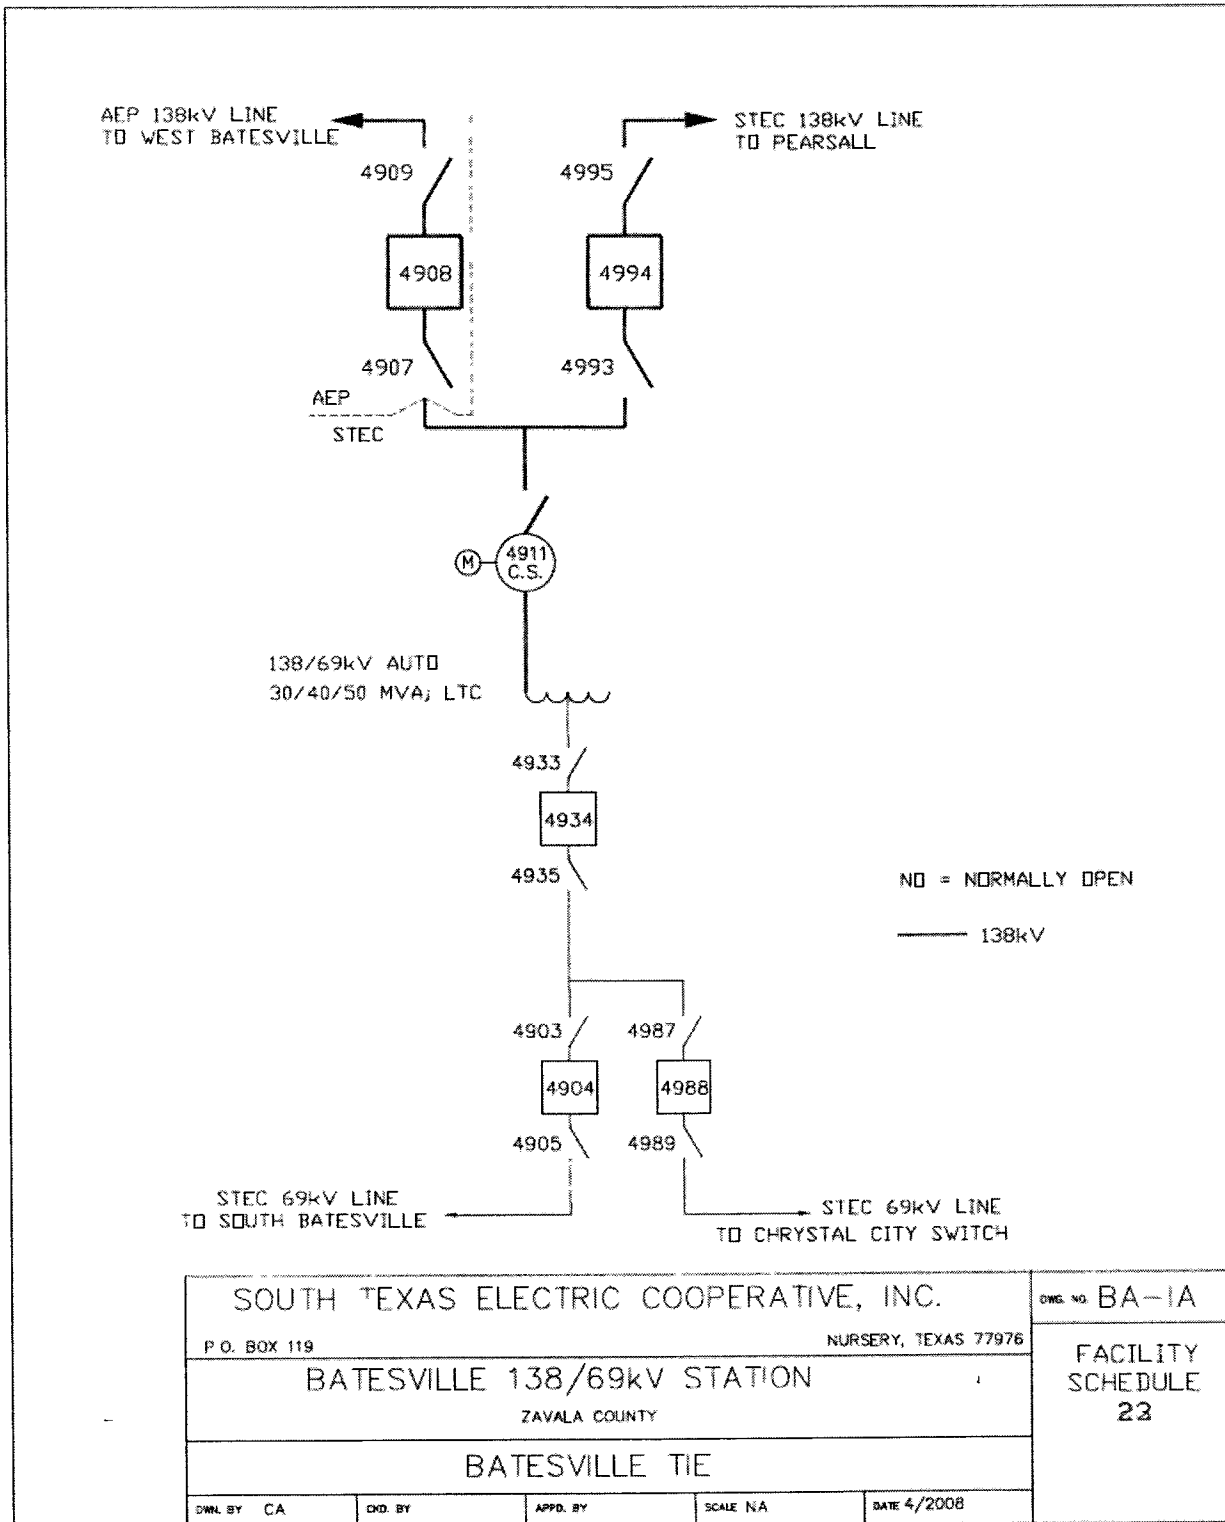 AEP 138kV LINE
TO WEST BATESVILLE
STEC 138kV LINE
TO PEARSALL
4909
4995
4908
4994
4907
4993
AEP
STEC
4911
C.S.
M
138/69kV AUTO
30/40/50 MVA; LTC
4933
4934
4935
NO = NORMALLY OPEN
138kV
4903
4987
4904
4988
4905
4989
STEC 69kV LINE
TO SOUTH BATESVILLE
STEC 69kV LINE
TO CHRYSTAL CITY SWITCH
SOUTH TEXAS ELECTRIC COOPERATIVE, INC.
P.O. BOX 119
NURSERY, TEXAS 77976
DWG. NO. BA-1A
BATESVILLE 138/69kV STATION
ZAVALA COUNTY
FACILITY
SCHEDULE
23
BATESVILLE TIE
DWN. BY CA
CKD. BY
APPD. BY
SCALE NA
DATE 4/2008